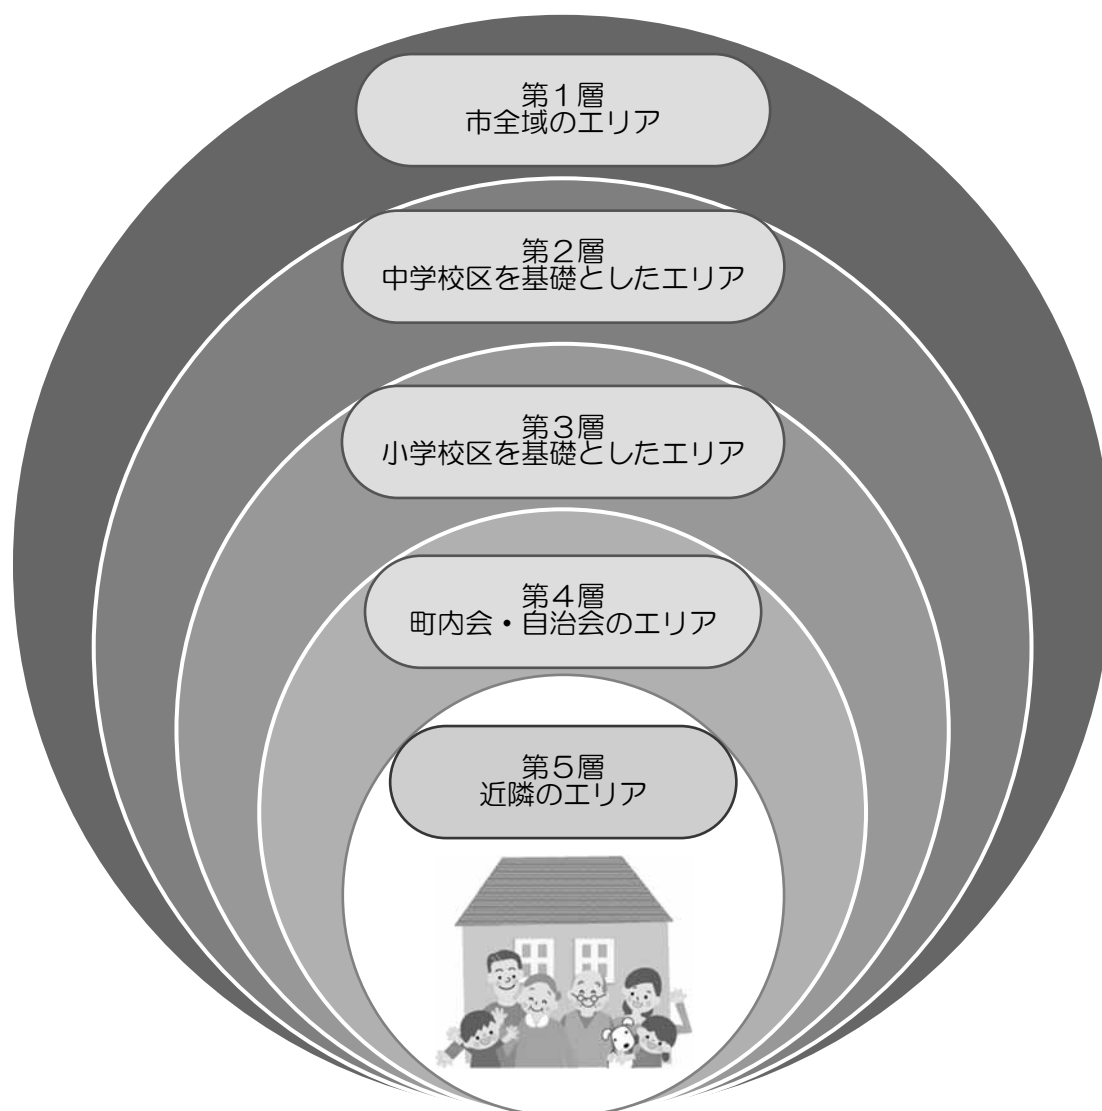 第１層
市全域のエリア
第２層
中学校区を基礎としたエリア
第３層
小学校区を基礎としたエリア
第４層
町内会・自治会のエリア
第５層
近隣のエリア